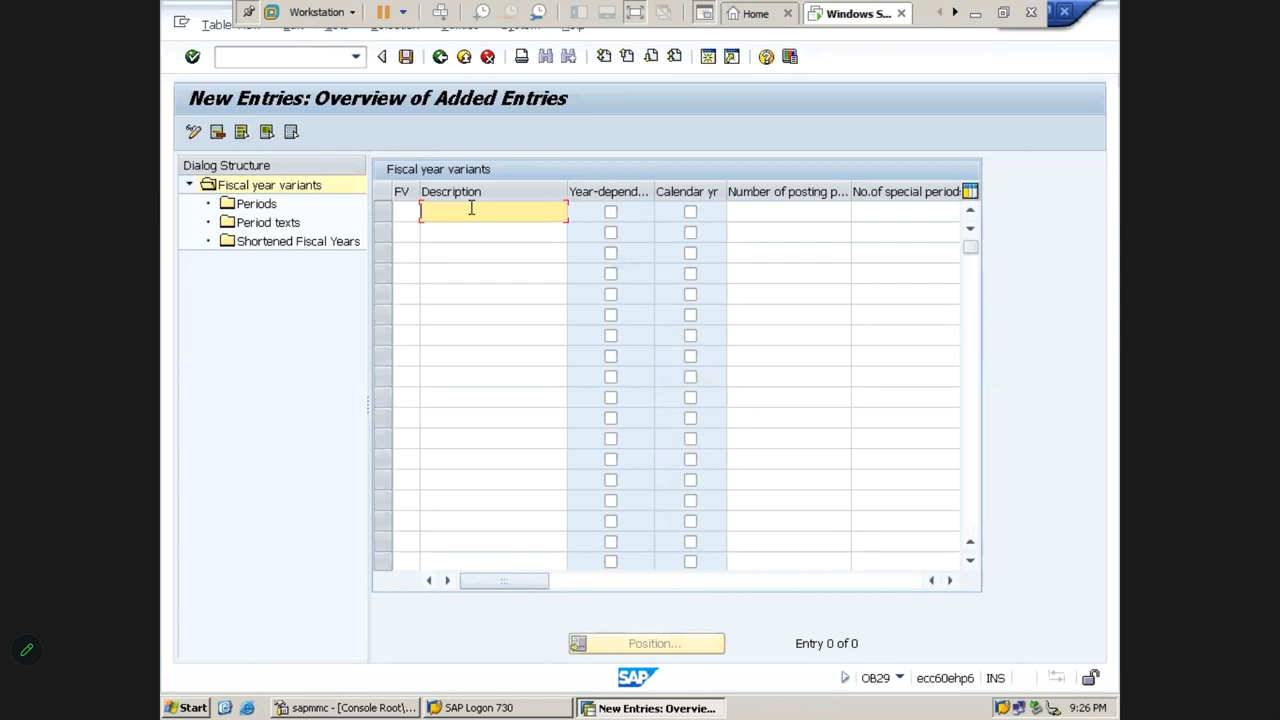 Workstation
Home
Windows S...
Table
New Entries: Overview of Added Entries
Dialog Structure
Fiscal year variants
Periods
Period texts
Shortened Fiscal Years
Fiscal year variants
FV Description Year-depend... Calendar yr Number of posting p... No.of special period
Position...
Entry 0 of 0
SAP
OB29 ecc60ehp6 INS
Start sapmmc - [Console Root\... SAP Logon 730 New Entries: Overvie... 9:26 PM